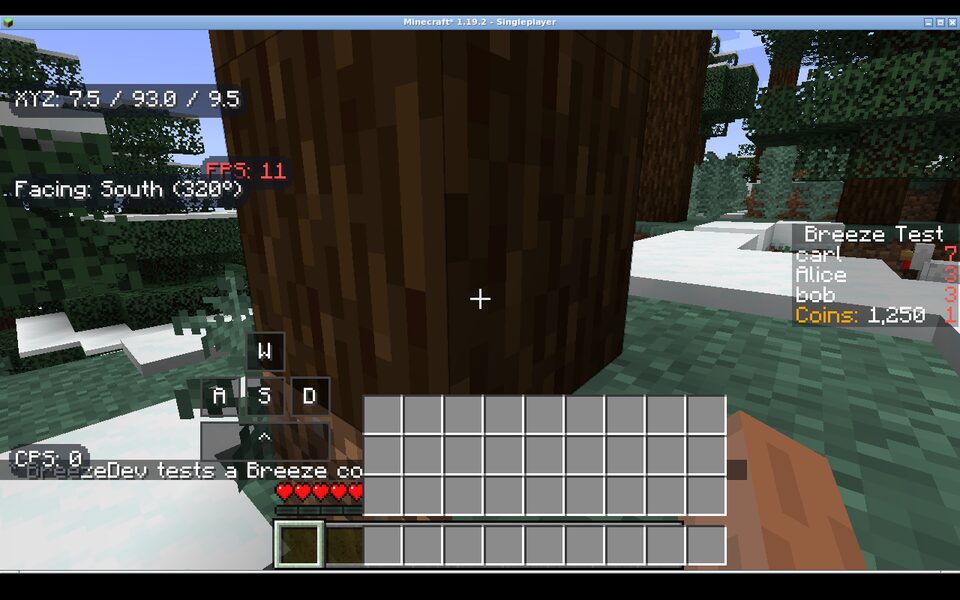 Minecraft* 1.19.2 - Singleplayer
XYZ: 7.5 / 93.0 / 9.5
FPS: 11
Facing: South (320°)
Breeze Test
carl 7
Alice 3
bob 3
Coins: 1,250 1
W
A S D
^
CPS: 0
BreezeDev tests a Breeze co